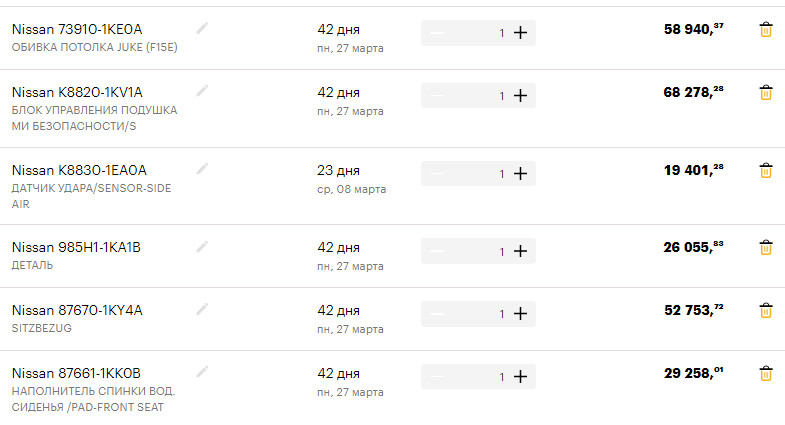 Nissan 73910-1KE0A 42 дня 1 + 58 940,37
ОБИВКА ПОТОЛКА JUKE (F15E) пн, 27 марта
Nissan K8820-1KV1A 42 дня 1 + 68 278,28
БЛОК УПРАВЛЕНИЯ ПОДУШКА пн, 27 марта
МИ БЕЗОПАСНОСТИ/S
Nissan K8830-1EA0A 23 дня 1 + 19 401,28
ДАТЧИК УДАРА/SENSOR-SIDE ср, 08 марта
AIR
Nissan 985H1-1KA1B 42 дня 1 + 26 055,83
ДЕТАЛЬ пн, 27 марта
Nissan 87670-1KY4A 42 дня 1 + 52 753,72
SITZBEZUG пн, 27 марта
Nissan 87661-1KK0B 42 дня 1 + 29 258,01
НАПОЛНИТЕЛЬ СПИНКИ ВОД. пн, 27 марта
СИДЕНЬЯ /PAD-FRONT SEAT